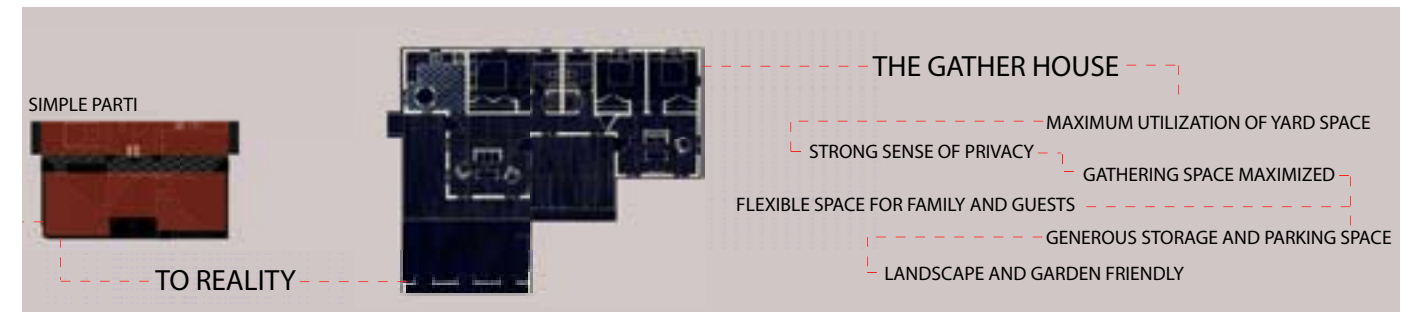 SIMPLE PARTI
TO REALITY
THE GATHER HOUSE
MAXIMUM UTILIZATION OF YARD SPACE
STRONG SENSE OF PRIVACY
GATHERING SPACE MAXIMIZED
FLEXIBLE SPACE FOR FAMILY AND GUESTS
GENEROUS STORAGE AND PARKING SPACE
LANDSCAPE AND GARDEN FRIENDLY